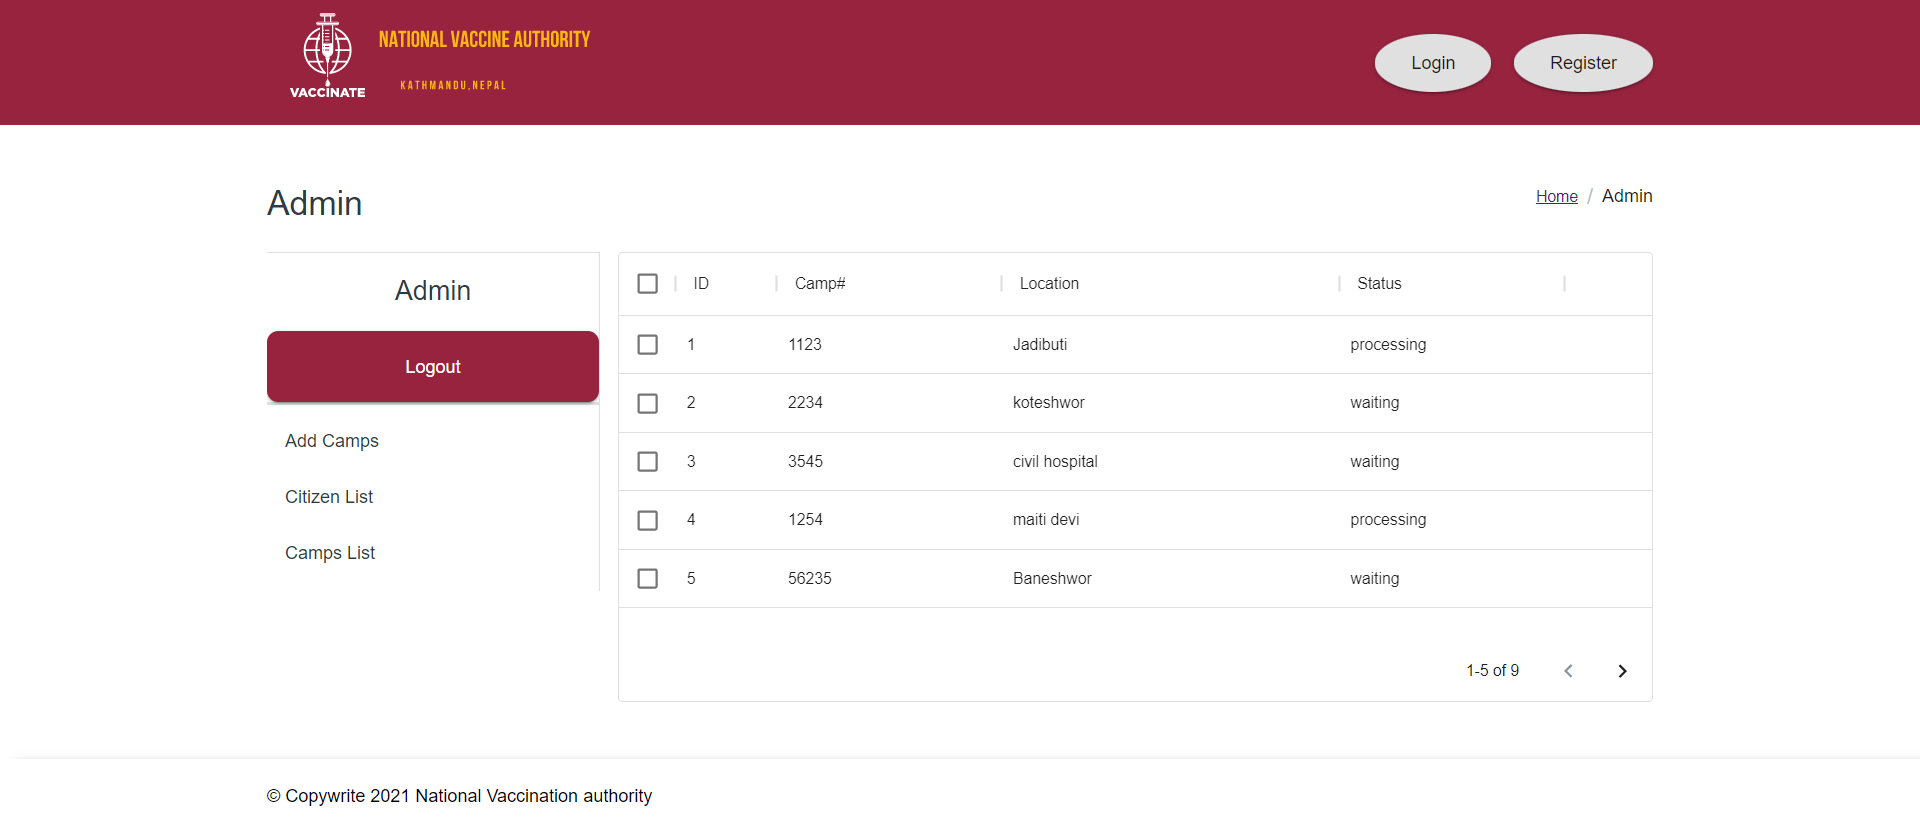 VACCINATE
NATIONAL VACCINE AUTHORITY
KATHMANDU,NEPAL
Login
Register
Admin
Home / Admin
Admin
Logout
Add Camps
Citizen List
Camps List
ID Camp# Location Status
1 1123 Jadibuti processing
2 2234 koteshwor waiting
3 3545 civil hospital waiting
4 1254 maiti devi processing
5 56235 Baneshwor waiting
1-5 of 9
© Copywrite 2021 National Vaccination authority